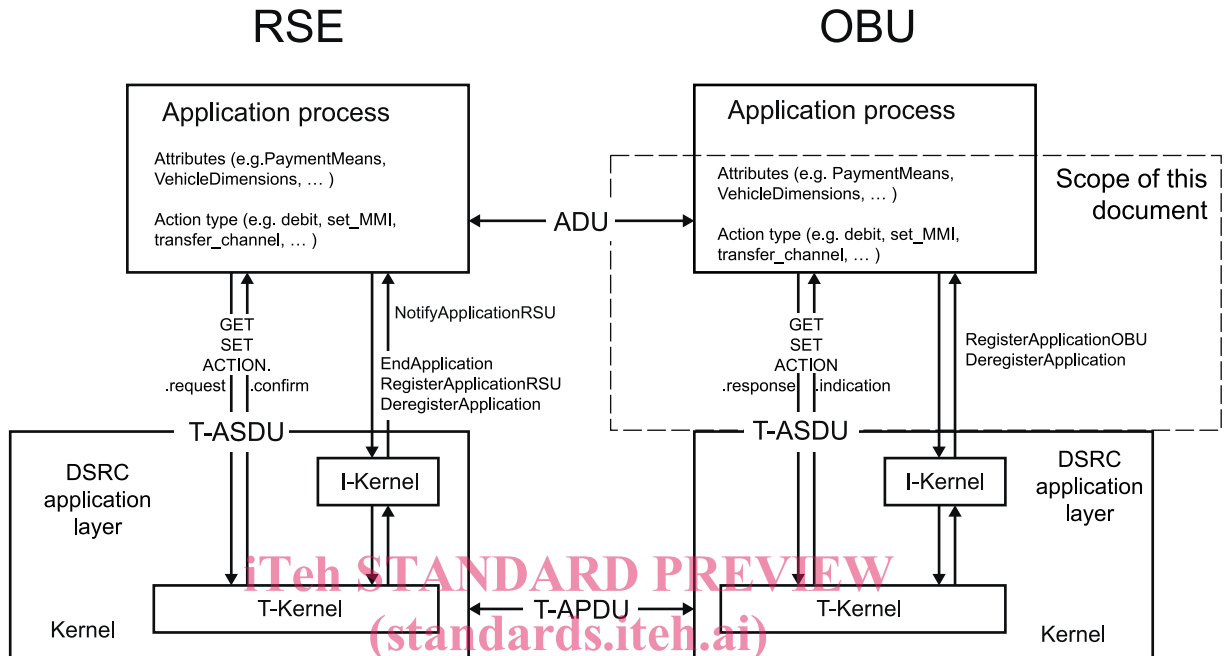 RSE
OBU
Application process
Attributes (e.g.PaymentMeans,
VehicleDimensions, ... )
Action type (e.g. debit, set_MMI,
transfer_channel, ... )
ADU
Application process
Attributes (e.g. PaymentMeans,
VehicleDimensions, ... )
Action type (e.g. debit, set_MMI,
transfer_channel, ... )
Scope of this
document
GET
SET
ACTION.
.request
.confirm
NotifyApplicationRSU
EndApplication
RegisterApplicationRSU
DeregisterApplication
GET
SET
ACTION
.response
.indication
RegisterApplicationOBU
DeregisterApplication
T-ASDU
T-ASDU
DSRC
application
layer
I-Kernel
I-Kernel
DSRC
application
layer
iTeh STANDARD PREVIEW
T-Kernel
T-APDU
T-Kernel
Kernel
(standards.iteh.ai)
Kernel